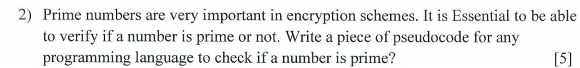 2) Prime numbers are very important in encryption schemes. It is Essential to be able
to verify if a number is prime or not. Write a piece of pseudocode for any
programming language to check if a number is prime? [5]